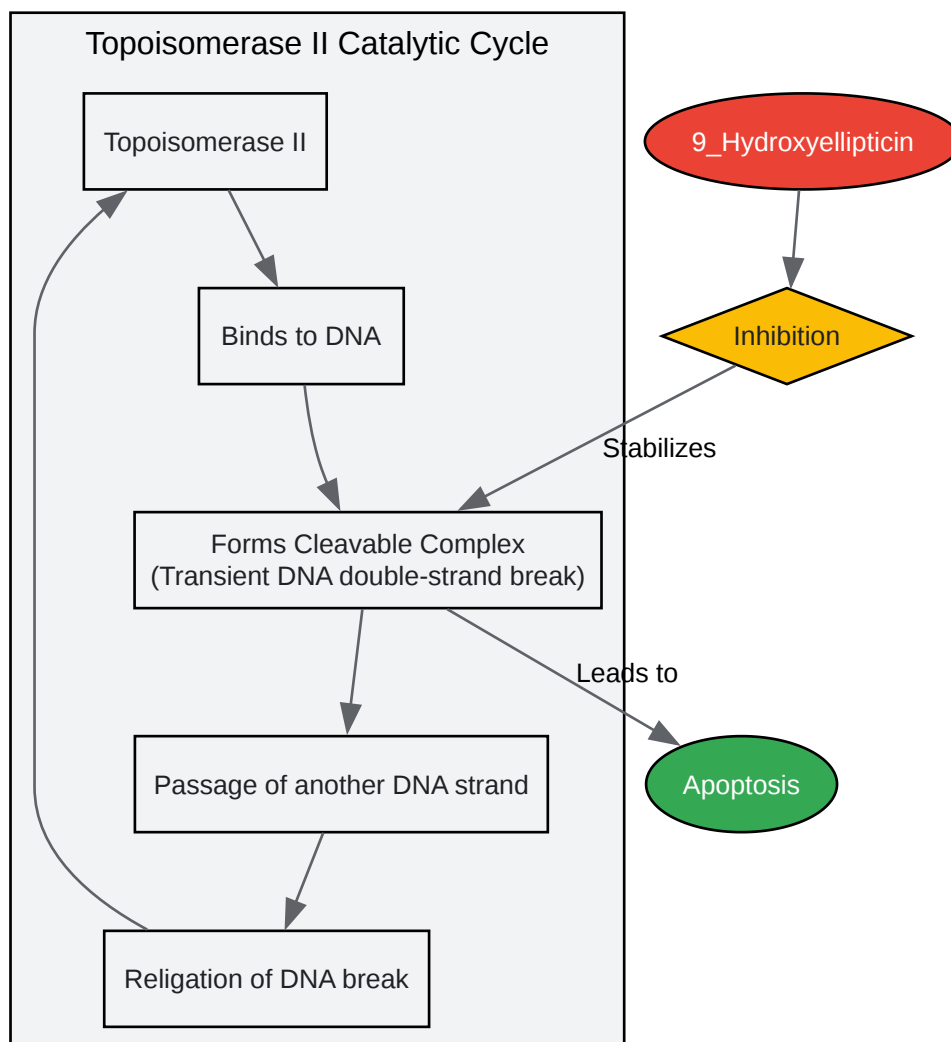 Topoisomerase II Catalytic Cycle
Topoisomerase II
9_Hydroxyellipticin
Binds to DNA
Inhibition
Stabilizes
Forms Cleavable Complex
(Transient DNA double-strand break)
Leads to
Passage of another DNA strand
Apoptosis
Religation of DNA break